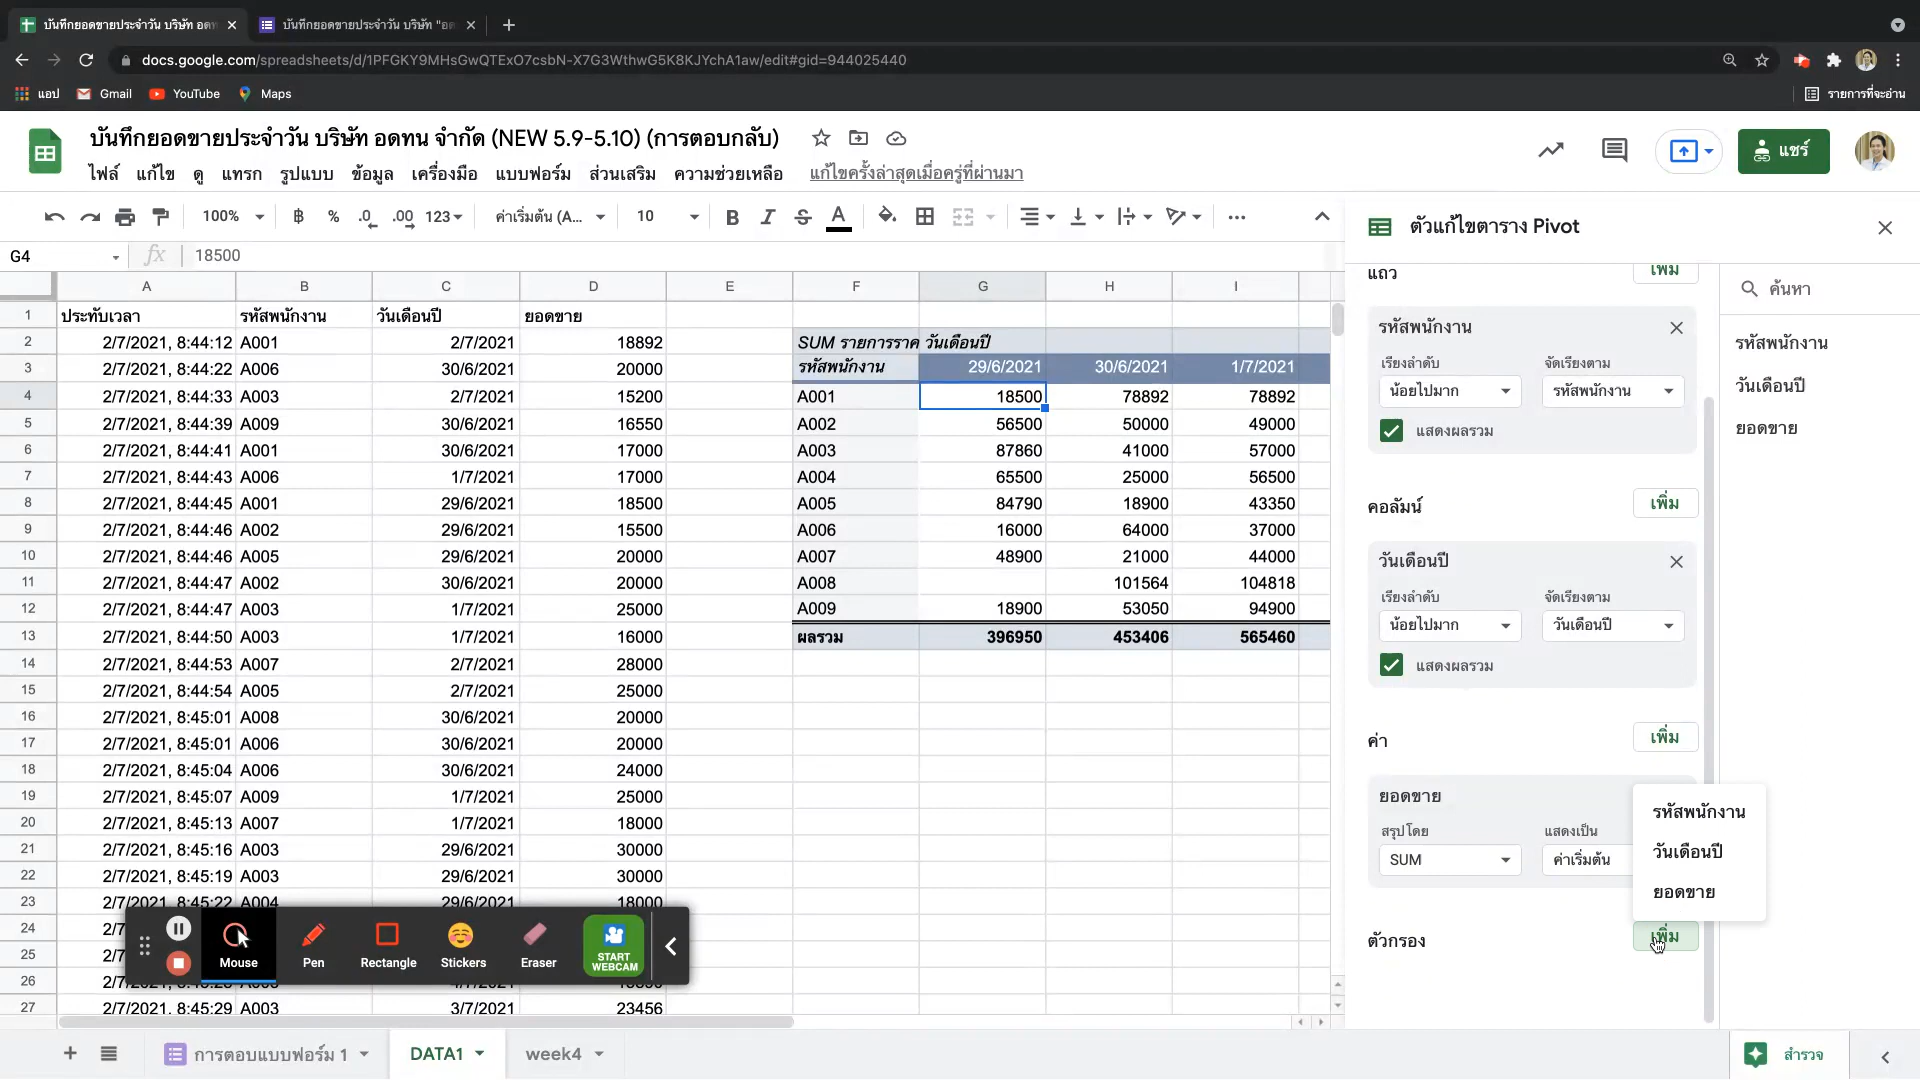 บันทึกยอดขายประจำวัน บริษัท อดท
บันทึกยอดขายประจำวัน บริษัท "อด
docs.google.com/spreadsheets/d/1PFGKY9MHsGwQTExO7csbN-X7G3WthwG5K8KJYchA1aw/edit#gid=944025440
แอป Gmail YouTube Maps รายการที่จะอ่าน
บันทึกยอดขายประจำวัน บริษัท อดทน จำกัด (NEW 5.9-5.10) (การตอบกลับ)
แชร์
ไฟล์ แก้ไข ดู แทรก รูปแบบ ข้อมูล เครื่องมือ แบบฟอร์ม ส่วนเสริม ความช่วยเหลือ แก้ไขครั้งล่าสุดเมื่อครู่ที่ผ่านมา
100% ฿ % .0 .00 123 ค่าเริ่มต้น (A... 10 B I S A
G4 fx 18500
A B C D E F G H I
1 ประทับเวลา รหัสพนักงาน วันเดือนปี ยอดขาย
2 2/7/2021, 8:44:12 A001 2/7/2021 18892 SUM รายการราค วันเดือนปี
3 2/7/2021, 8:44:22 A006 30/6/2021 20000 รหัสพนักงาน 29/6/2021 30/6/2021 1/7/2021
4 2/7/2021, 8:44:33 A003 2/7/2021 15200 A001 18500 78892 78892
5 2/7/2021, 8:44:39 A009 30/6/2021 16550 A002 56500 50000 49000
6 2/7/2021, 8:44:41 A001 30/6/2021 17000 A003 87860 41000 57000
7 2/7/2021, 8:44:43 A006 1/7/2021 17000 A004 65500 25000 56500
8 2/7/2021, 8:44:45 A001 29/6/2021 18500 A005 84790 18900 43350
9 2/7/2021, 8:44:46 A002 29/6/2021 15500 A006 16000 64000 37000
10 2/7/2021, 8:44:46 A005 29/6/2021 20000 A007 48900 21000 44000
11 2/7/2021, 8:44:47 A002 30/6/2021 20000 A008 101564 104818
12 2/7/2021, 8:44:47 A003 1/7/2021 25000 A009 18900 53050 94900
13 2/7/2021, 8:44:50 A003 1/7/2021 16000 ผลรวม 396950 453406 565460
14 2/7/2021, 8:44:53 A007 2/7/2021 28000
15 2/7/2021, 8:44:54 A005 2/7/2021 25000
16 2/7/2021, 8:45:01 A008 30/6/2021 20000
17 2/7/2021, 8:45:01 A006 30/6/2021 20000
18 2/7/2021, 8:45:04 A006 30/6/2021 24000
19 2/7/2021, 8:45:07 A009 1/7/2021 25000
20 2/7/2021, 8:45:13 A007 1/7/2021 18000
21 2/7/2021, 8:45:16 A003 29/6/2021 30000
22 2/7/2021, 8:45:19 A003 29/6/2021 30000
23 2/7/2021, 8:45:22 A004 29/6/2021 18000
24 2/7
25 2/7
26
27 2/7/2021, 8:45:29 A003 3/7/2021 23456
Mouse Pen Rectangle Stickers Eraser START WEBCAM
การตอบแบบฟอร์ม 1 DATA1 week4 สำรวจ
ตัวแก้ไขตาราง Pivot
แถว เพิ่ม
รหัสพนักงาน
เรียงลำดับ จัดเรียงตาม
น้อยไปมาก รหัสพนักงาน
แสดงผลรวม
คอลัมน์ เพิ่ม
วันเดือนปี
เรียงลำดับ จัดเรียงตาม
น้อยไปมาก วันเดือนปี
แสดงผลรวม
ค่า เพิ่ม
ยอดขาย
สรุปโดย แสดงเป็น
SUM ค่าเริ่มต้น
รหัสพนักงาน
วันเดือนปี
ยอดขาย
ตัวกรอง เพิ่ม
ค้นหา
รหัสพนักงาน
วันเดือนปี
ยอดขาย